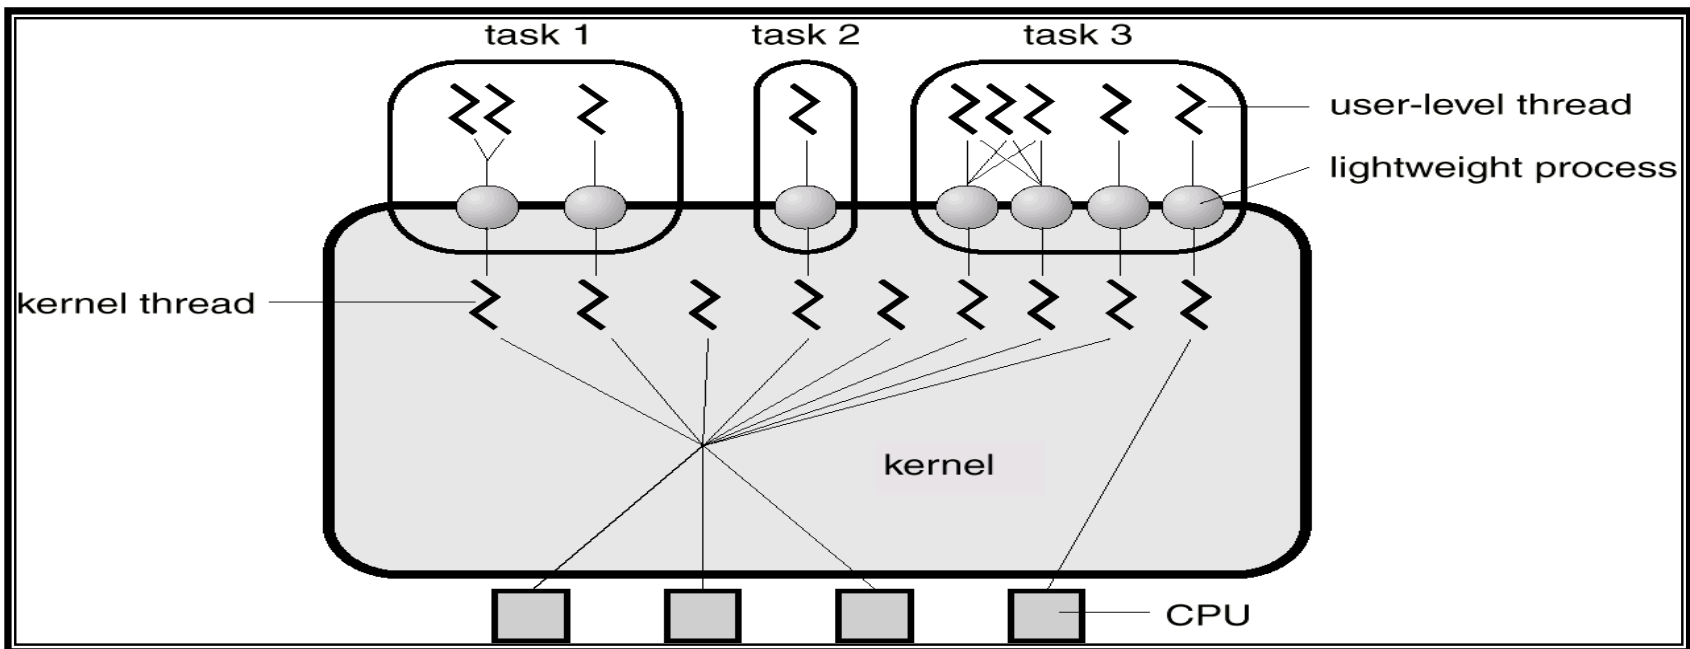 task 1
task 2
task 3
user-level thread
lightweight process
kernel thread
kernel
CPU